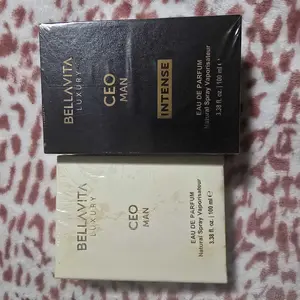 BELLAVITA
LUXURY
CEO
MAN
INTENSE
EAU DE PARFUM
Natural Spray Vaporisateur
3.38 fl. oz. | 100 ml ℮
BELLAVITA
LUXURY
CEO
MAN
EAU DE PARFUM
Natural Spray Vaporisateur
3.38 fl. oz. | 100 ml ℮